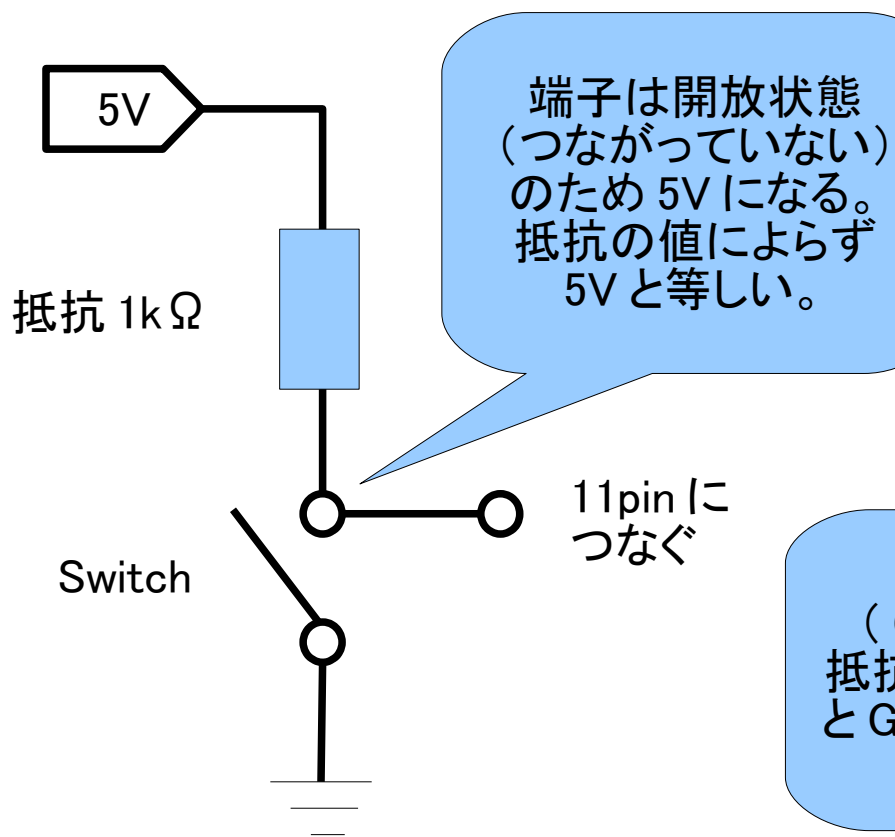 5V
端子は開放状態
（つながっていない）
のため 5V になる。
抵抗の値によらず
5V と等しい。
抵抗 1kΩ
11pin に
つなぐ
Switch
（
抵抗
と G